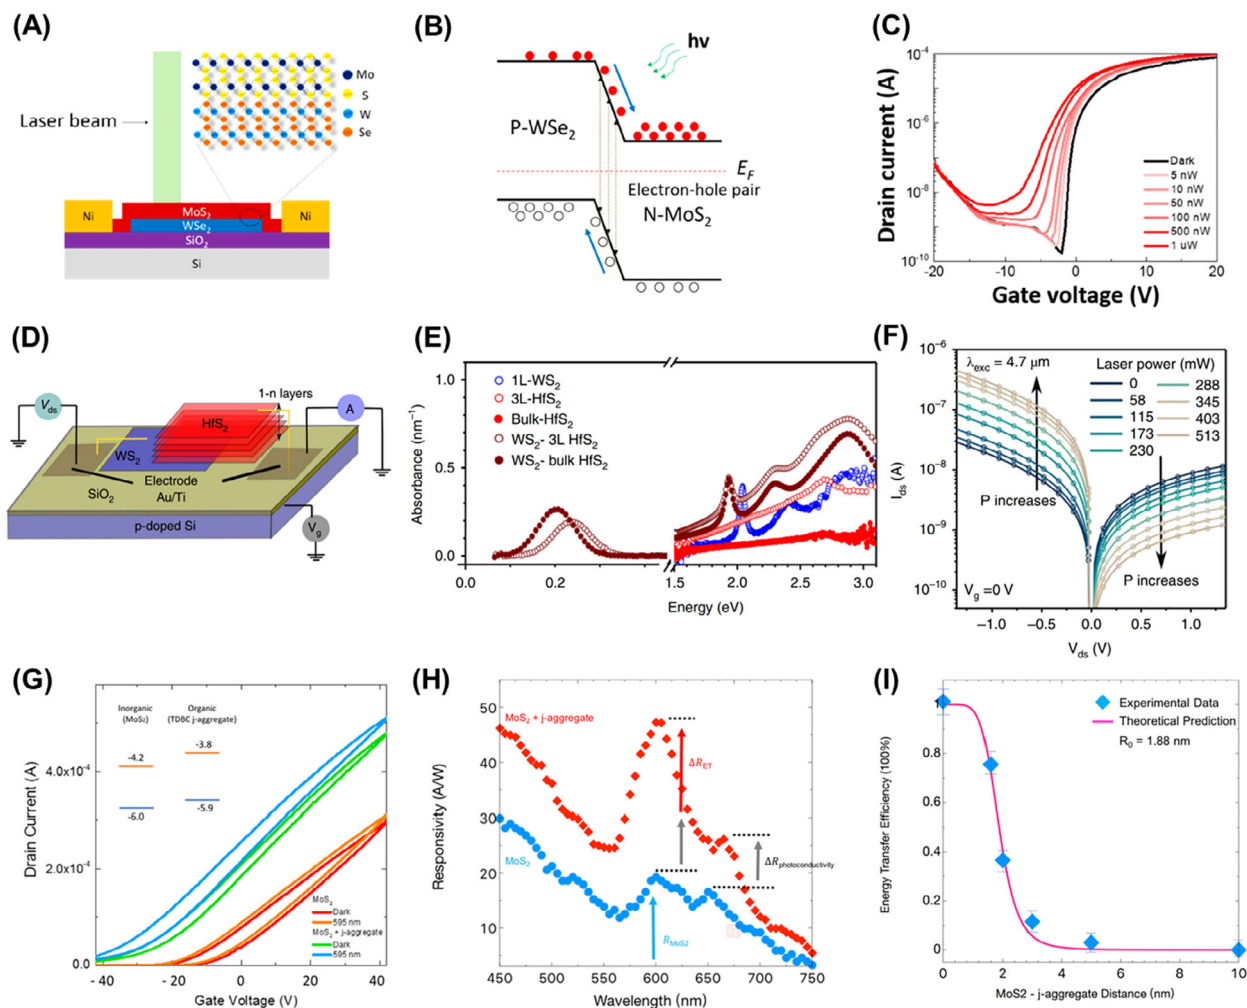 (A)
Mo
S
W
Se
Laser beam
Ni
MoS2
Ni
WSe2
SiO2
Si
(B)
hv
P-WSe2
EF
Electron-hole pair
N-MoS2
(C)
Drain current (A)
10-4
10-6
10-8
10-10
Dark
5 nW
10 nW
50 nW
100 nW
500 nW
1 uW
-20
-10
0
10
20
Gate voltage (V)
(D)
Vds
1-n layers
A
HfS2
WS2
Electrode
Au/Ti
SiO2
p-doped Si
Vg
(E)
Absorbance (nm-1)
1.0
0.5
0.0
1L-WS2
3L-HfS2
Bulk-HfS2
WS2- 3L HfS2
WS2- bulk HfS2
0.0
0.2
1.5
2.0
2.5
3.0
Energy (eV)
(F)
Ids (A)
10-6
10-7
10-8
10-9
10-10
λexc = 4.7 μm
Laser power (mW)
0
58
115
173
230
288
345
403
513
P increases
P increases
Vg =0 V
-1.0
-0.5
0.0
0.5
1.0
Vds (V)
(G)
Drain Current (A)
4.0x10-4
2.0x10-4
0.0
Inorganic
(MoS2)
Organic
(TDBC j-aggregate)
-4.2
-3.8
-6.0
-5.9
MoS2
Dark
595 nm
MoS2 + j-aggregate
Dark
595 nm
- 40
- 20
0
20
40
Gate Voltage (V)
(H)
Responsivity (A/W)
50
40
30
20
10
MoS2 + j-aggregate
ΔRET
MoS2
ΔRphotoconductivity
RMoS2
450
500
550
600
650
700
750
Wavelength (nm)
(I)
Energy Transfer Efficiency (100%)
1
0.8
0.6
0.4
0.2
0
Experimental Data
Theoretical Prediction
R0 = 1.88 nm
0
2
4
6
8
10
MoS2 - j-aggregate Distance (nm)